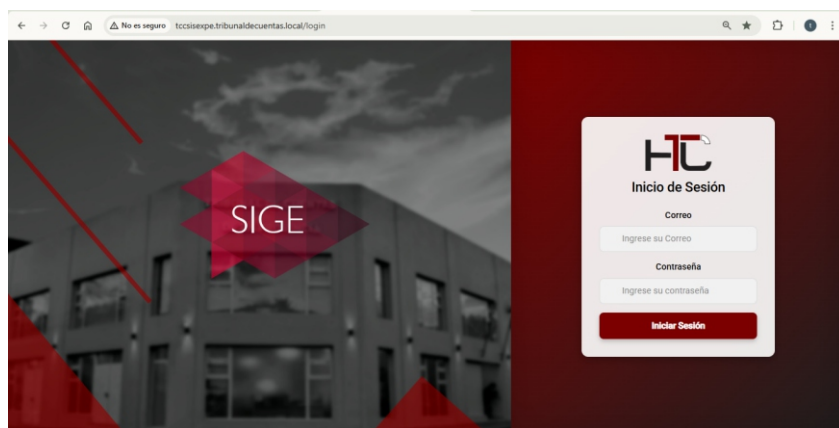 No es seguro tccsisexpe.tribunaldecuentas.local/login
SIGE
HTC
Inicio de Sesión
Correo
Ingrese su Correo
Contraseña
Ingrese su contraseña
Iniciar Sesión